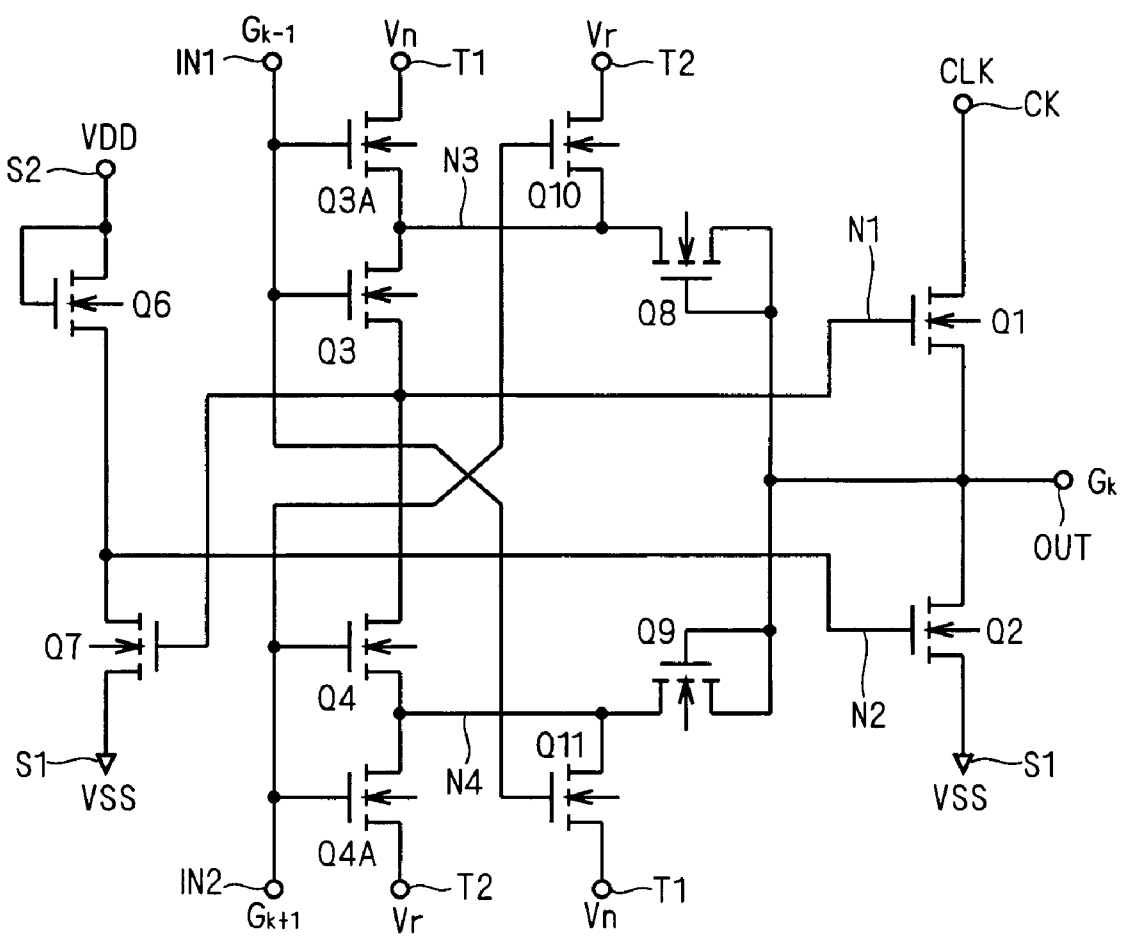 Gk-1
Vn
Vr
IN1
T1
T2
CLK
CK
VDD
S2
Q3A
N3
Q10
N1
Q6
Q3
Q8
Q1
Gk
OUT
Q7
Q4
Q9
Q2
N4
Q11
N2
S1
VSS
S1
VSS
Q4A
IN2
T2
T1
Gk+1
Vr
Vn